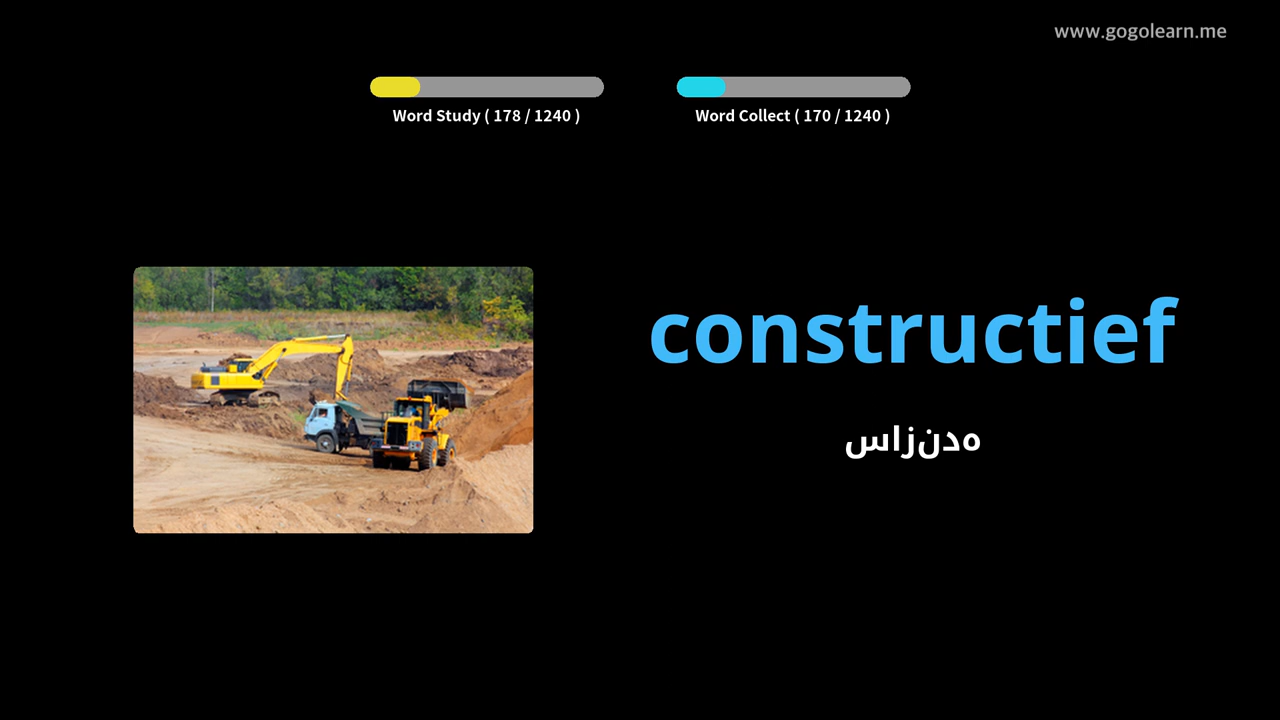 www.gogolearn.me
Word Study ( 178 / 1240 )
Word Collect ( 170 / 1240 )
constructief
سازنده